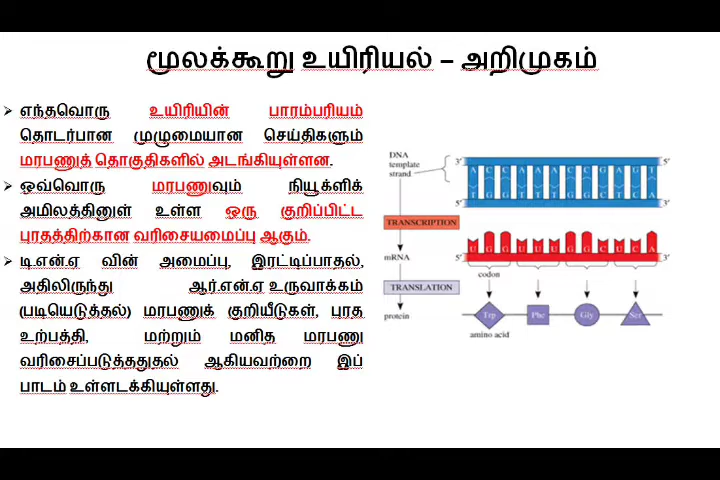 மூலக்கூறு உயிரியல் – அறிமுகம்
➢ எந்தவொரு உயிரியின் பாரம்பரியம்
தொடர்பான முழுமையான செய்திகளும்
மரபணுத் தொகுதிகளில் அடங்கியுள்ளன.
➢ ஒவ்வொரு மரபணுவும் நியூக்ளிக்
அமிலத்தினுள் உள்ள ஒரு குறிப்பிட்ட
புரதத்திற்கான வரிசையமைப்பு ஆகும்.
➢ டி.என்.ஏ வின் அமைப்பு, இரட்டிப்பாதல்,
அதிலிருந்து ஆர்.என்.ஏ உருவாக்கம்
(படியெடுத்தல்) மரபணுக் குறியீடுகள், புரத
உற்பத்தி, மற்றும் மனித மரபணு
வரிசைப்படுத்ததுதல் ஆகியவற்றை இப்
பாடம் உள்ளடக்கியுள்ளது.
DNA
template
strand
3' 5'
A C C A A A C C G A G T
T G G T T T G G C T C A
5' 3'
TRANSCRIPTION
mRNA
U G G U U U G G C U C A
5' 3'
codon
TRANSLATION
protein
Trp Phe Gly Ser
amino acid